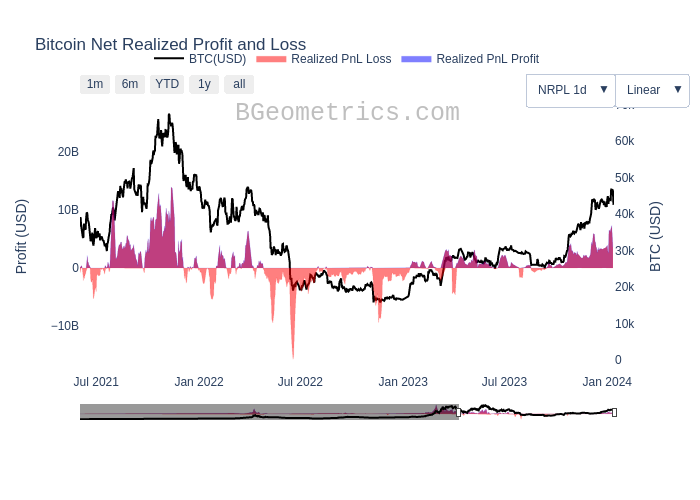 Bitcoin Net Realized Profit and Loss
BTC(USD) Realized PnL Loss Realized PnL Profit
1m 6m YTD 1y all
NRPL 1d ▼ Linear ▼
BGeometrics.com
20B
10B
0
−10B
Profit (USD)
60k
50k
40k
30k
20k
10k
0
BTC (USD)
Jul 2021 Jan 2022 Jul 2022 Jan 2023 Jul 2023 Jan 2024